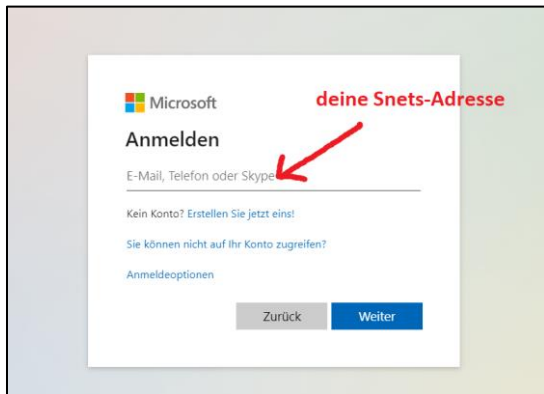 Microsoft
deine Snets-Adresse
Anmelden
E-Mail, Telefon oder Skype
Kein Konto? Erstellen Sie jetzt eins!
Sie können nicht auf Ihr Konto zugreifen?
Anmeldeoptionen
Zurück
Weiter